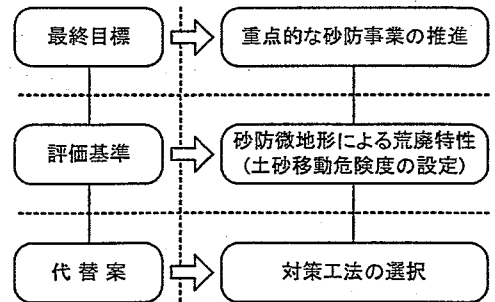 最終目標
重点的な砂防事業の推進
評価基準
砂防微地形による荒廃特性
(土砂移動危険度の設定)
代替案
対策工法の選択